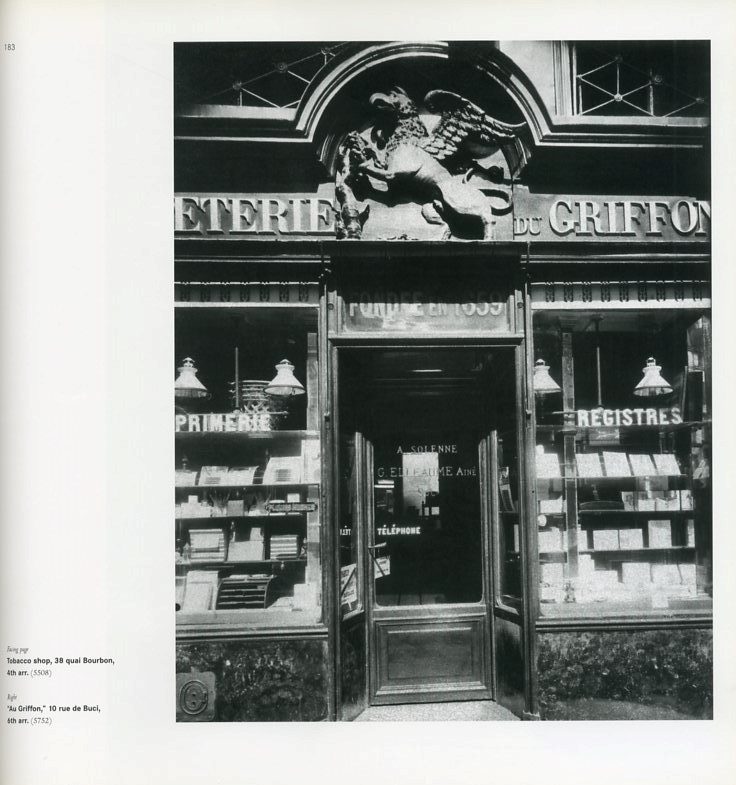 183
ETERIE DU GRIFFON
FONDÉE EN 1859
PRIMERIE
REGISTRES
A. SOLENNE
G. ELLEAUME AINÉ
TÉLÉPHONE
Facing page
Tobacco shop, 38 quai Bourbon,
4th arr. (5508)
Right
"Au Griffon," 10 rue de Buci,
6th arr. (5752)